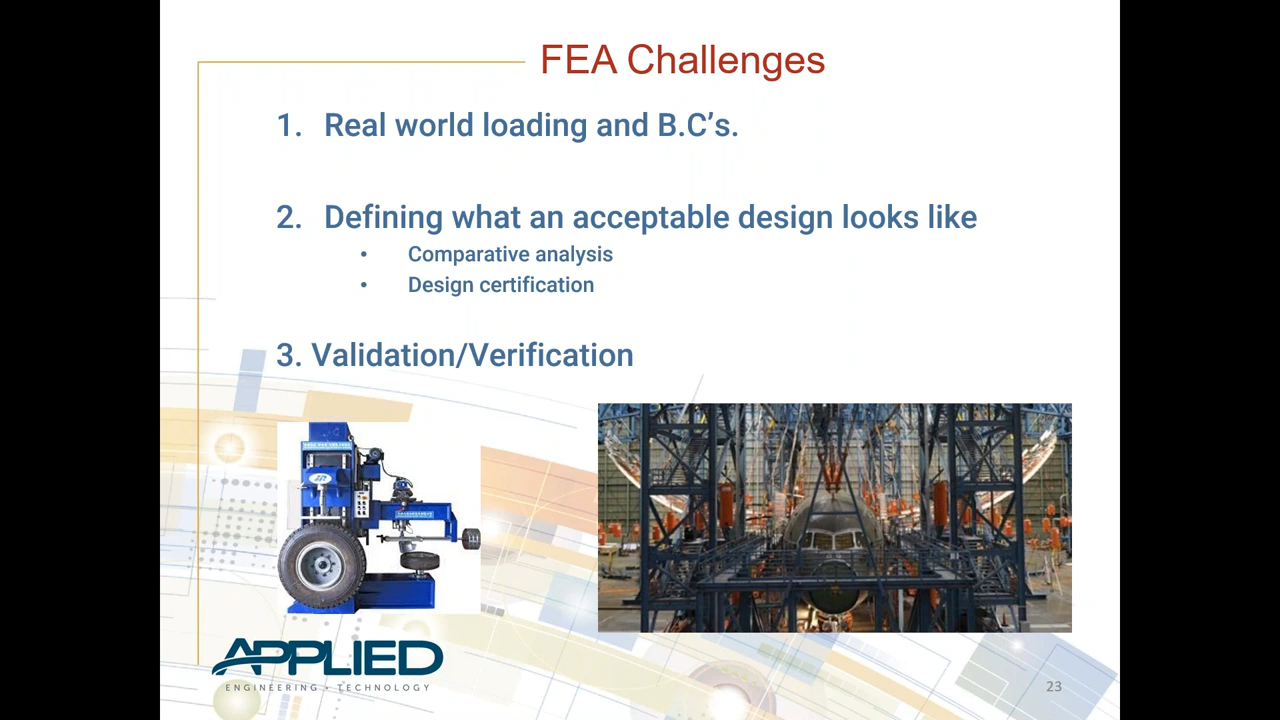 FEA Challenges
1. Real world loading and B.C’s.
2. Defining what an acceptable design looks like
• Comparative analysis
• Design certification
3. Validation/Verification
APPLIED
ENGINEERING • TECHNOLOGY
23